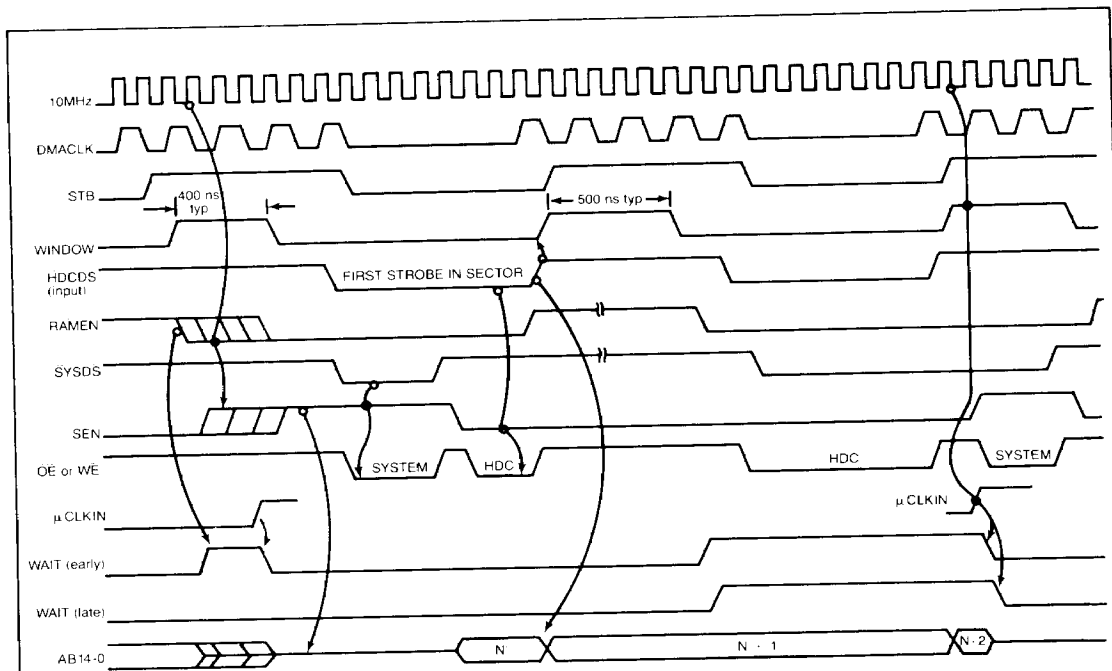 10MHz
DMACLK
STB
400 ns
typ
500 ns typ
WINDOW
HDCDS
(input)
FIRST STROBE IN SECTOR
RAMEN
SYSDS
SEN
OE or WE
SYSTEM
HDC
HDC
SYSTEM
μCLKIN
μCLKIN
WAIT (early)
WAIT (late)
AB14-0
N
N · 1
N · 2